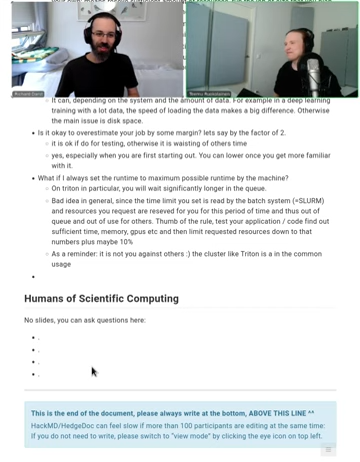 It can, depending on the system and the amount of data. For example in a deep learning
training with a lot data, the speed of loading the data makes a big difference. Otherwise
the main issue is disk space.
Is it okay to overestimate your job by some margin? lets say by the factor of 2.
it is ok if do for testing, otherwise it is waisting of others time
yes, especially when you are first starting out. You can lower once you get more familiar
with it.
What if I always set the runtime to maximum possible runtime by the machine?
On triton in particular, you will wait significantly longer in the queue.
Bad idea in general, since the time limit you set is read by the batch system (=SLURM)
and resources you request are reseved for you for this period of time and thus out of
queue and out of use for others. Thumb of the rule, test your application / code find out
sufficient time, memory, gpus etc and then limit requested resources down to that
numbers plus maybe 10%
As a reminder: it is not you against others :) the cluster like Triton is a in the common
usage
Humans of Scientific Computing
No slides, you can ask questions here:
.
.
.
.
This is the end of the document, please always write at the bottom, ABOVE THIS LINE ^^
HackMD/HedgeDoc can feel slow if more than 100 participants are editing at the same time:
If you do not need to write, please switch to "view mode" by clicking the eye icon on top left.